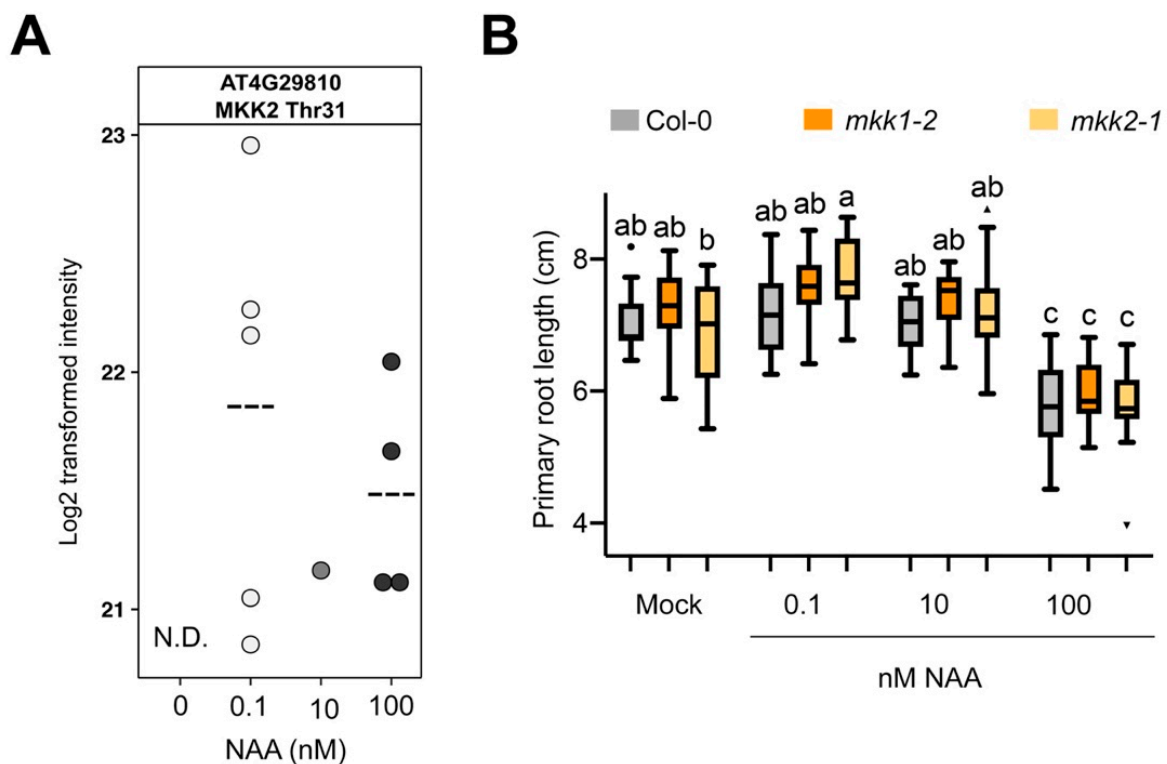 A
AT4G29810
MKK2 Thr31
Log2 transformed intensity
23
22
21
N.D.
0 0.1 10 100
NAA (nM)
B
Col-0 mkk1-2 mkk2-1
Primary root length (cm)
8
6
4
ab ab b ab ab a ab ab ab c c c
Mock 0.1 10 100
nM NAA